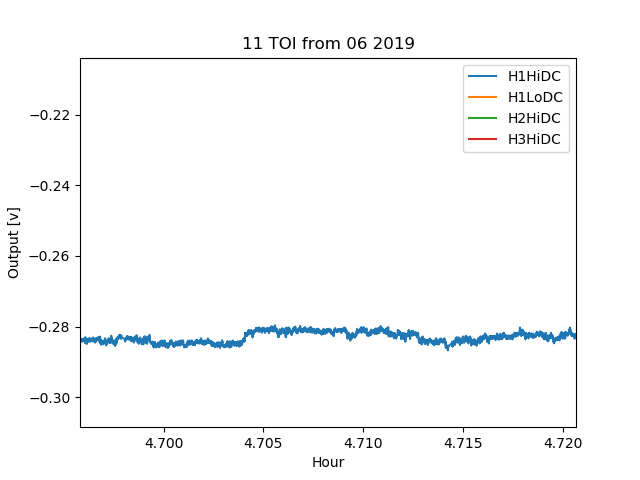 11 TOI from 06 2019
H1HiDC
H1LoDC
H2HiDC
H3HiDC
Output [v]
−0.22
−0.24
−0.26
−0.28
−0.30
4.700 4.705 4.710 4.715 4.720
Hour